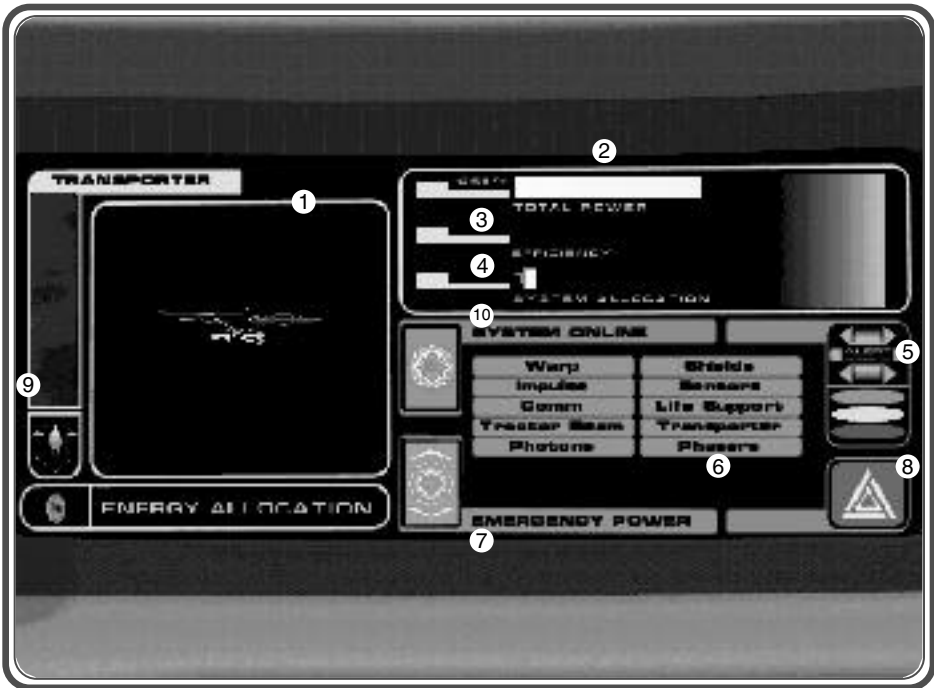 2
TRANSPORTER
1
TOTAL POWER
3
EFFICIENCY
4
SYSTEM ALLOCATION
10
SYSTEM ONLINE
ALERT
5
Warp Shields
Impulse Sensors
9
Comm Life Support
Tractor Beam Transporter
Photons Phasers
6
8
ENERGY ALLOCATION
EMERGENCY POWER
7